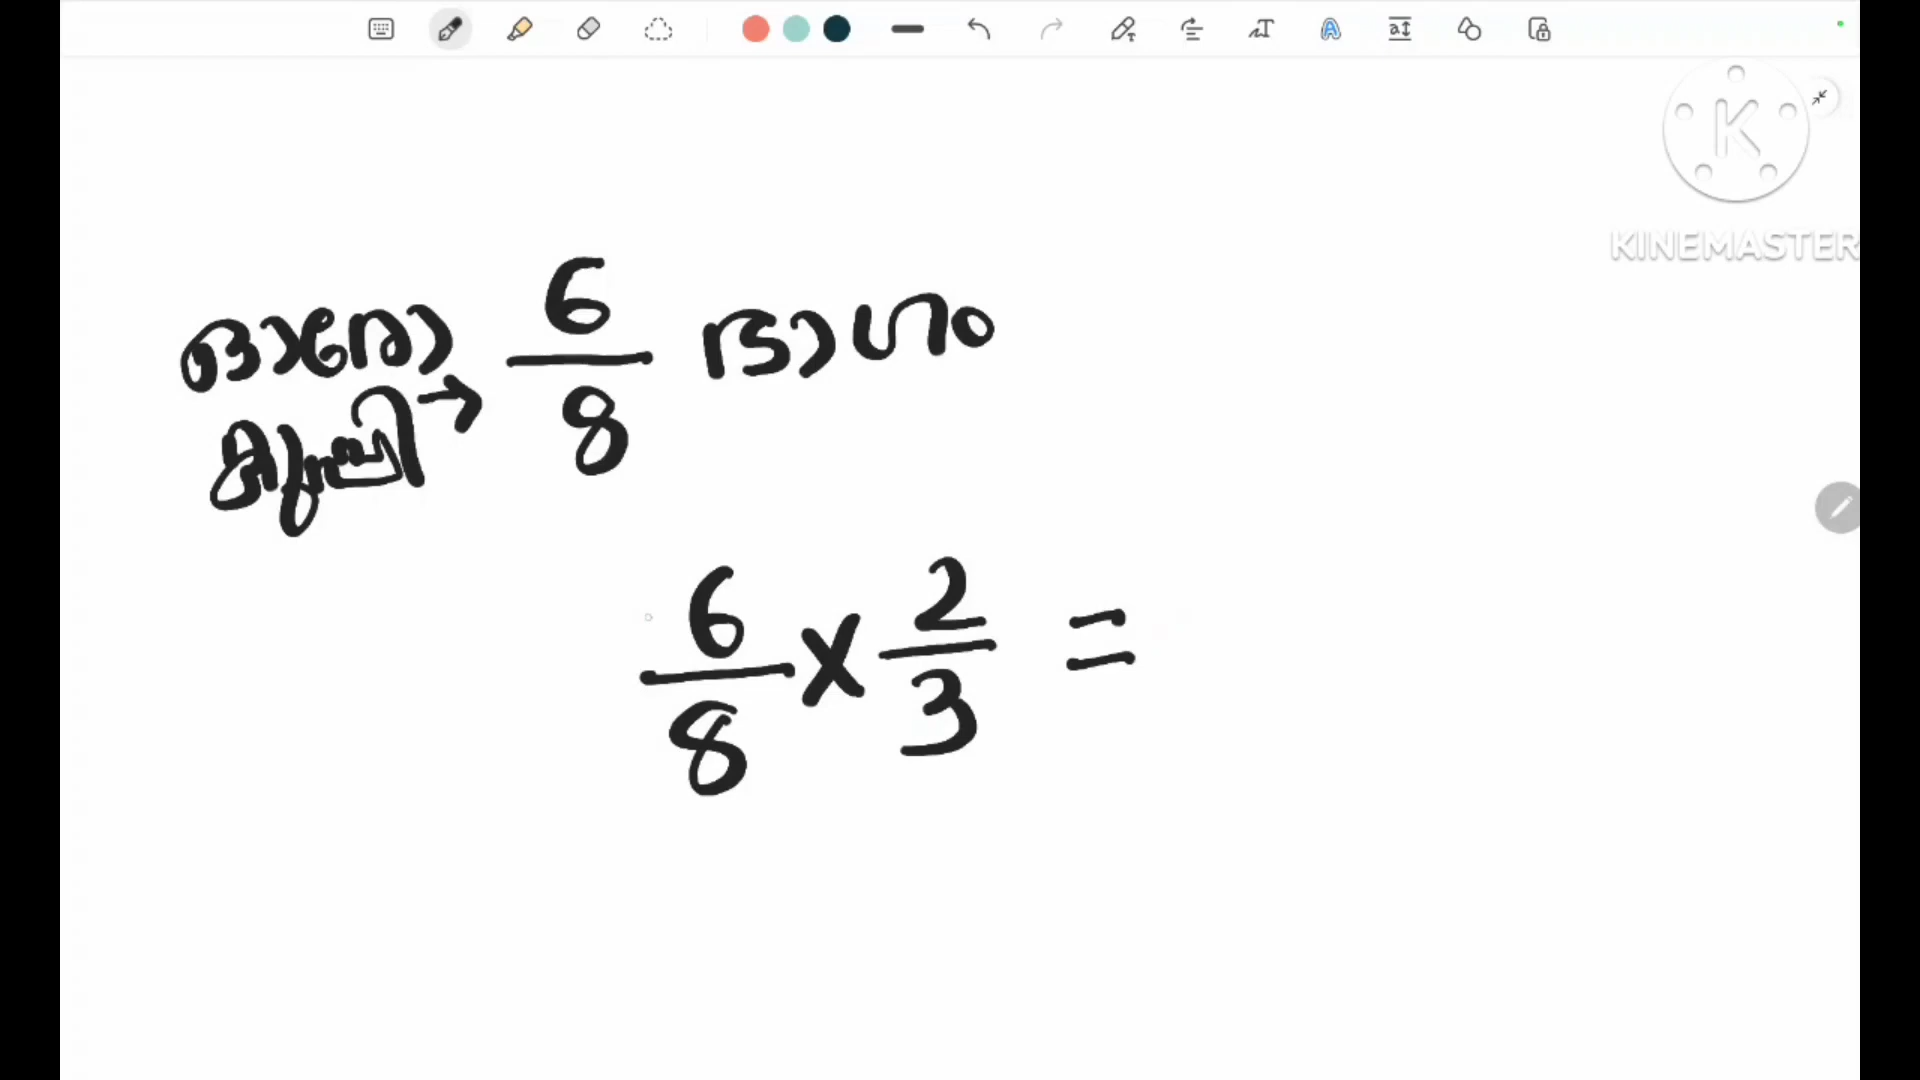 KINEMASTER
ഓരോ 6/8 ഭാഗം
കുപ്പി →
6/8 × 2/3 =